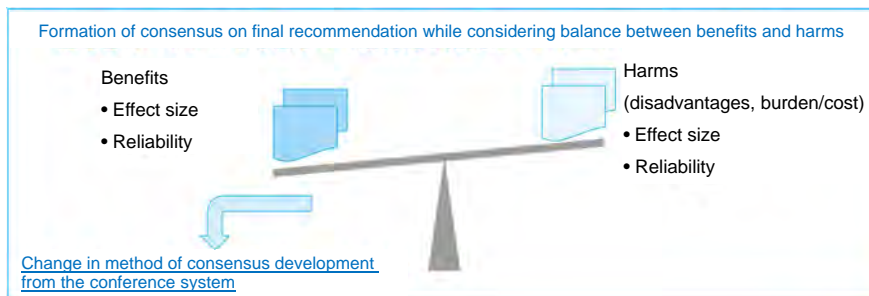 Formation of consensus on final recommendation while considering balance between benefits and harms
Benefits
• Effect size
• Reliability
Harms
(disadvantages, burden/cost)
• Effect size
• Reliability
Change in method of consensus development
from the conference system